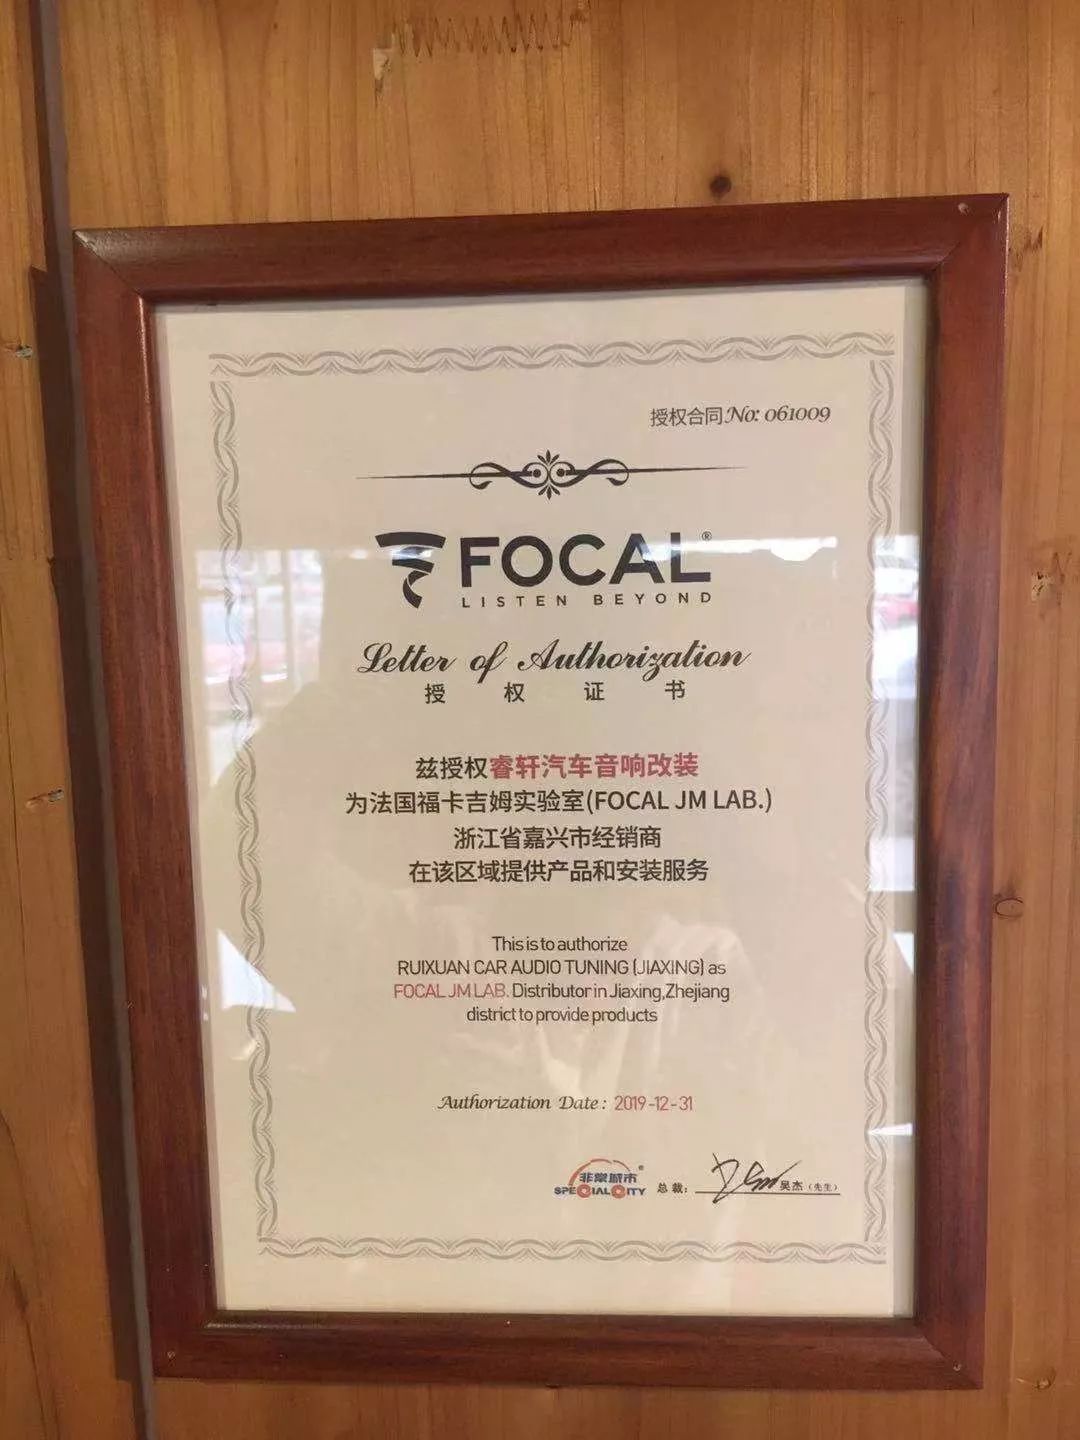 授权合同No: 061009
FOCAL®
LISTEN BEYOND
Letter of Authorization
授权证书
兹授权睿轩汽车音响改装
为法国福卡吉姆实验室(FOCAL JM LAB.)
浙江省嘉兴市经销商
在该区域提供产品和安装服务
This is to authorize
RUIXUAN CAR AUDIO TUNING (JIAXING) as
FOCAL JM LAB. Distributor in Jiaxing,Zhejiang
district to provide products
Authorization Date : 2019-12-31
非常城市®
SPECIAL CITY
总裁: 吴杰(先生)